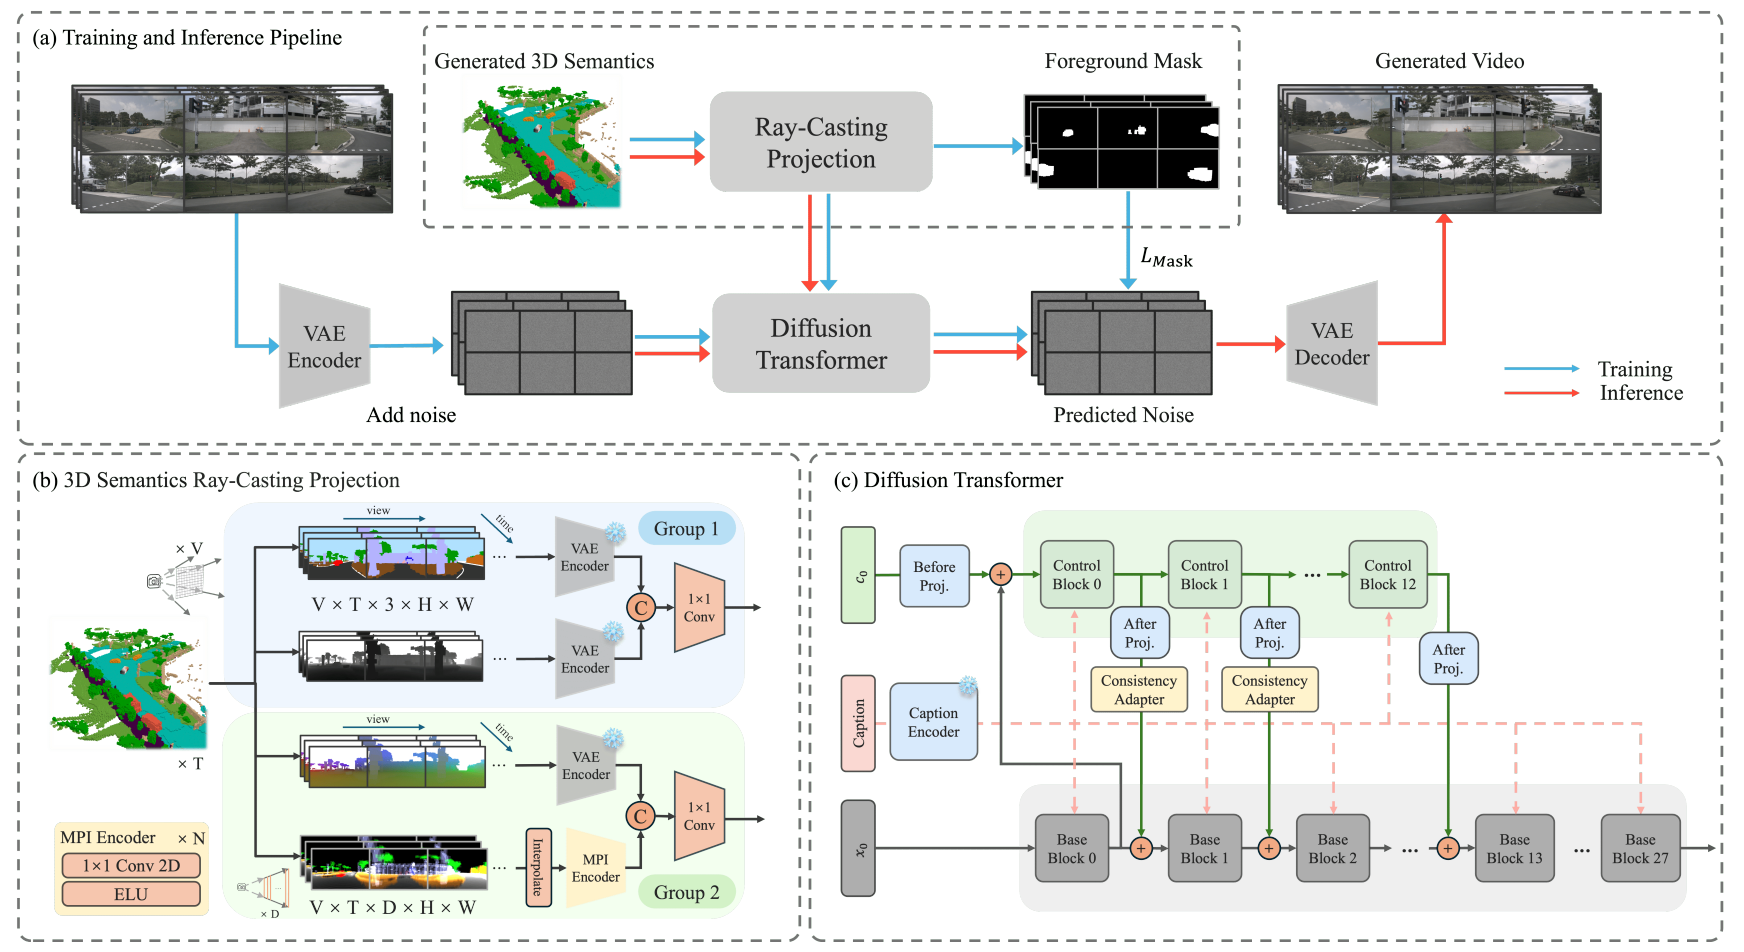 (a) Training and Inference Pipeline
Generated 3D Semantics
Foreground Mask
Generated Video
Ray-Casting
Projection
L_Mask
VAE
Encoder
Diffusion
Transformer
VAE
Decoder
Add noise
Predicted Noise
Training
Inference
(b) 3D Semantics Ray-Casting Projection
× V
× T
view
time
...
VAE
Encoder
Group 1
V × T × 3 × H × W
C
1×1
Conv
...
VAE
Encoder
view
time
...
VAE
Encoder
C
1×1
Conv
MPI Encoder × N
1×1 Conv 2D
ELU
× D
V × T × D × H × W
...
Interpolate
MPI
Encoder
Group 2
(c) Diffusion Transformer
c₀
Before
Proj.
+
Control
Block 0
Control
Block 1
...
Control
Block 12
After
Proj.
After
Proj.
After
Proj.
Consistency
Adapter
Consistency
Adapter
Caption
Caption
Encoder
x₀
Base
Block 0
+
Base
Block 1
+
Base
Block 2
...
+
Base
Block 13
...
Base
Block 27